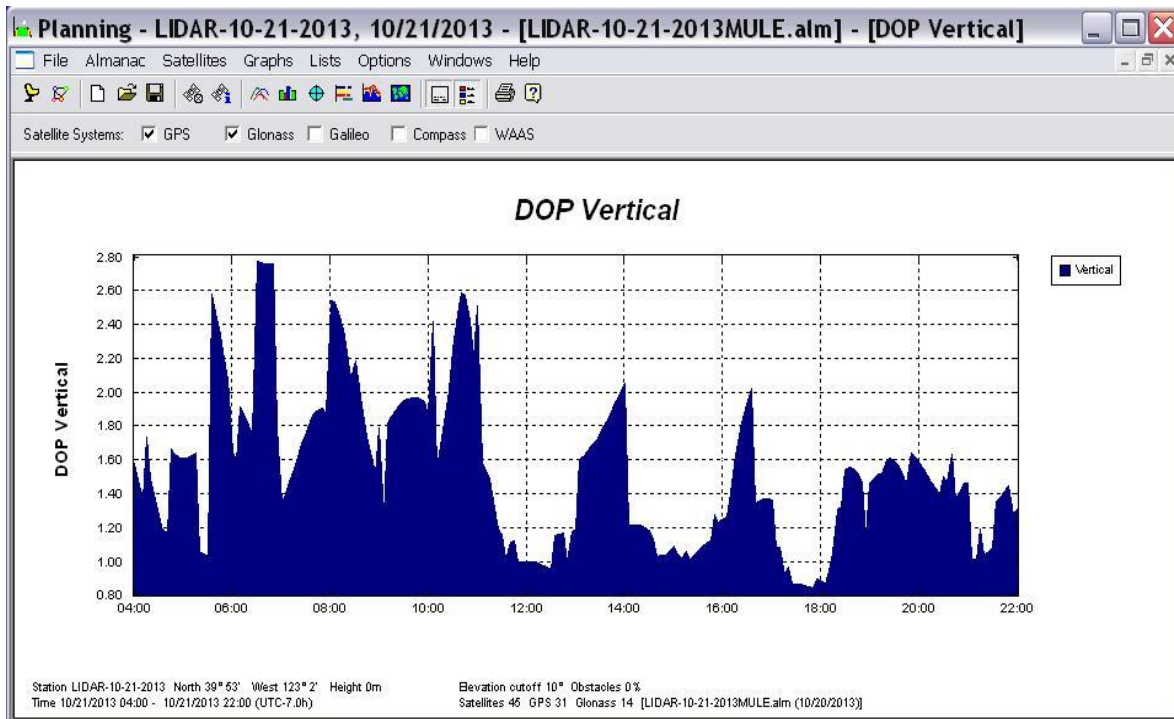 Planning - LIDAR-10-21-2013, 10/21/2013 - [LIDAR-10-21-2013MULE.alm] - [DOP Vertical]
File Almanac Satellites Graphs Lists Options Windows Help
Satellite Systems: GPS Glonass Galileo Compass WAAS
DOP Vertical
Vertical
DOP Vertical
2.80
2.60
2.40
2.20
2.00
1.80
1.60
1.40
1.20
1.00
0.80
04:00 06:00 08:00 10:00 12:00 14:00 16:00 18:00 20:00 22:00
Station LIDAR-10-21-2013 North 39° 53' West 123° 2' Height 0m Elevation cutoff 10° Obstacles 0%
Time 10/21/2013 04:00 - 10/21/2013 22:00 (UTC-7.0h) Satellites 45 GPS 31 Glonass 14 [LIDAR-10-21-2013MULE.alm (10/20/2013)]